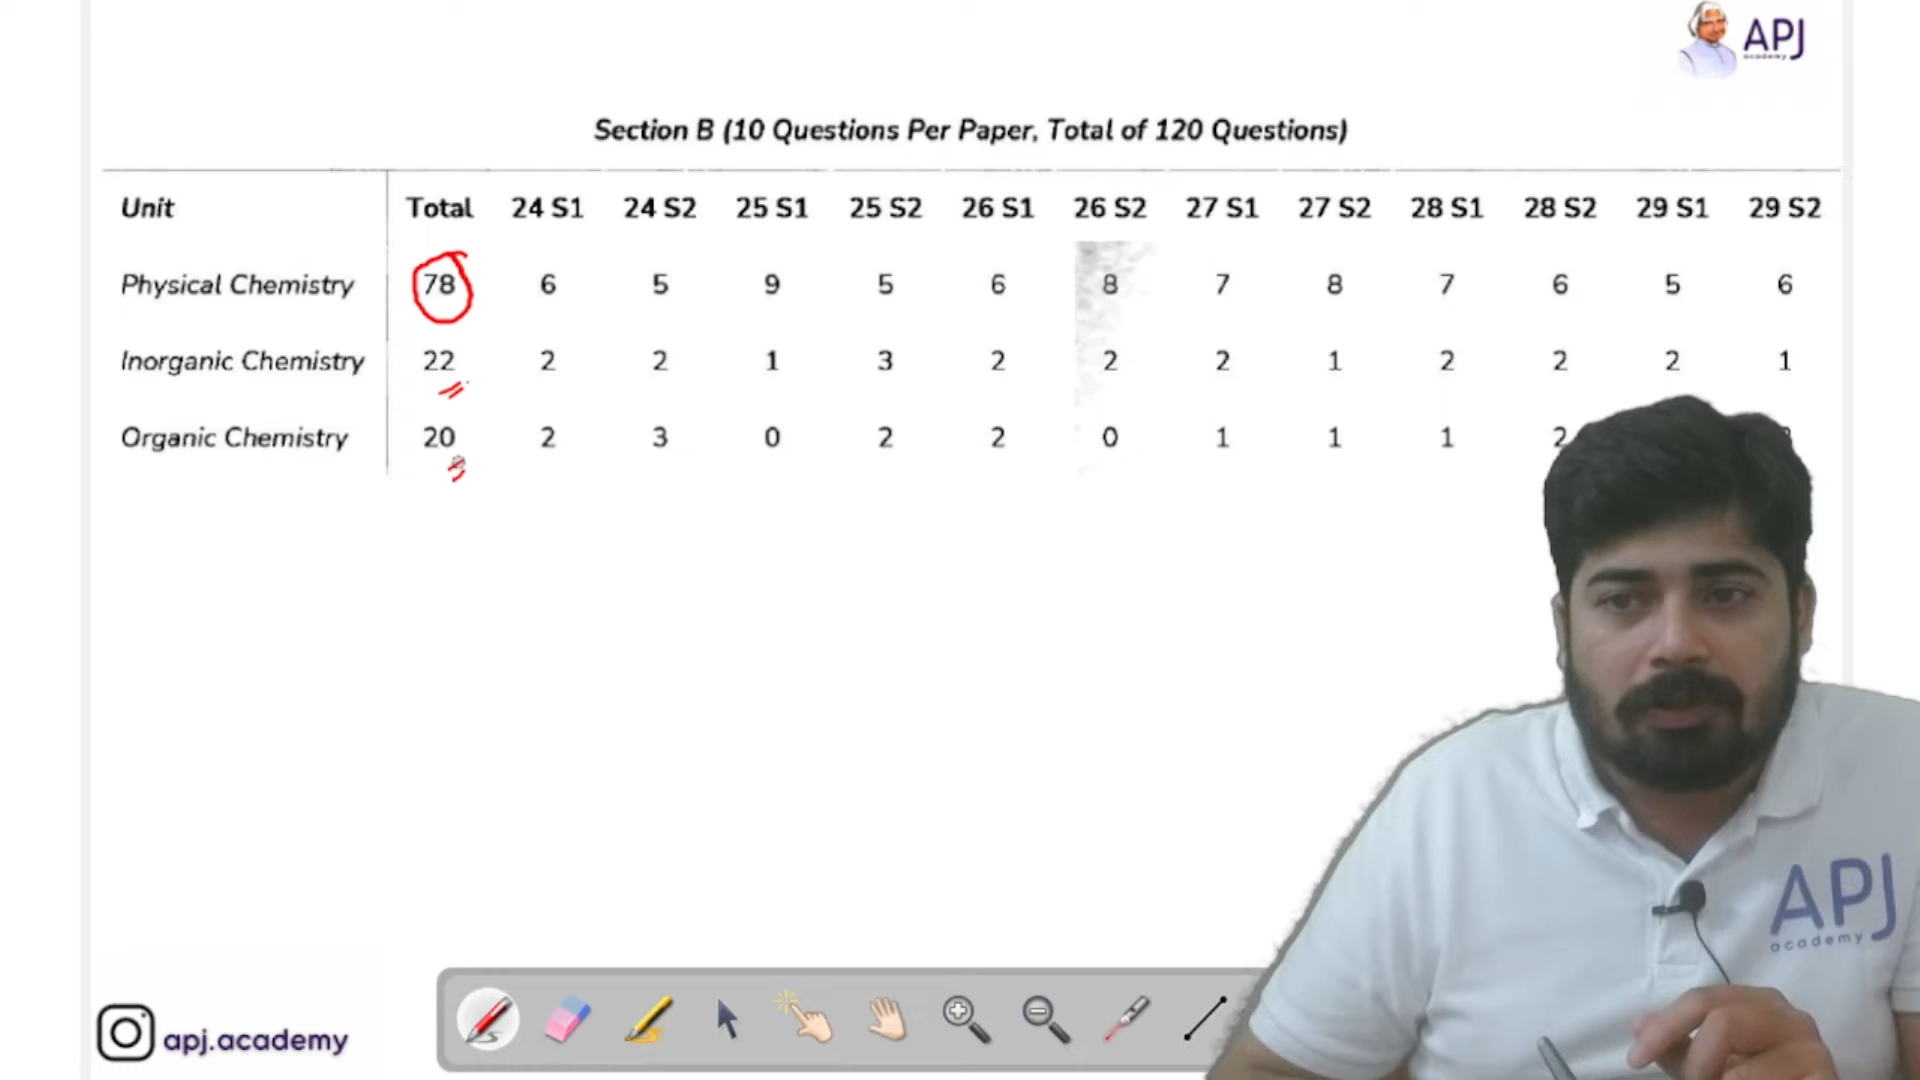 APJ
academy
Section B (10 Questions Per Paper, Total of 120 Questions)
Unit Total 24 S1 24 S2 25 S1 25 S2 26 S1 26 S2 27 S1 27 S2 28 S1 28 S2 29 S1 29 S2
Physical Chemistry 78 6 5 9 5 6 8 7 8 7 6 5 6
Inorganic Chemistry 22 2 2 1 3 2 2 2 1 2 2 2 1
Organic Chemistry 20 2 3 0 2 2 0 1 1 1 2
APJ
academy
apj.academy